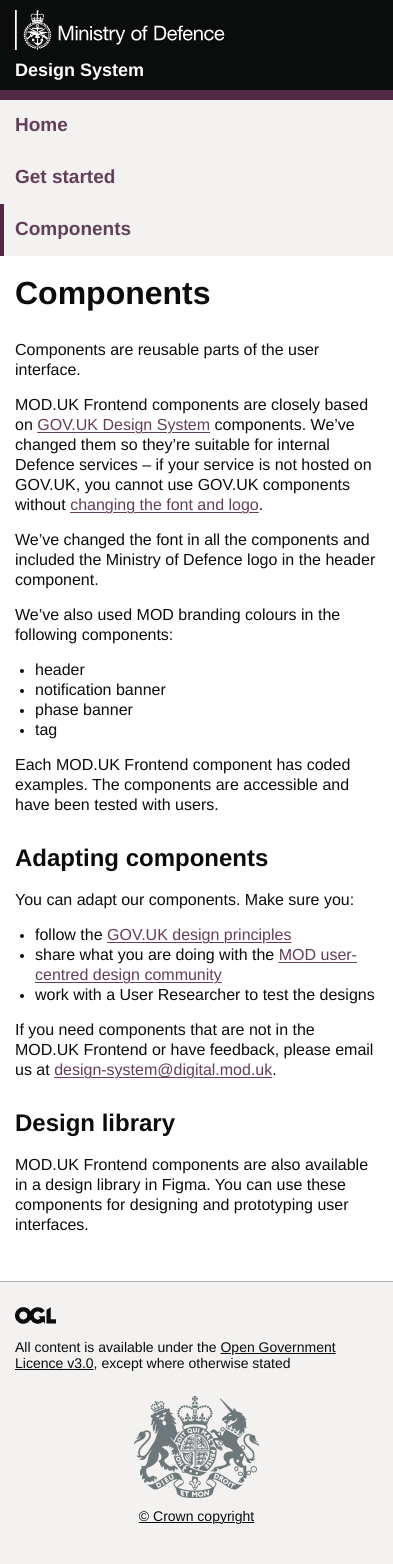 Ministry of Defence
Design System
Home
Get started
Components
Components
Components are reusable parts of the user
interface.
MOD.UK Frontend components are closely based
on GOV.UK Design System components. We’ve
changed them so they’re suitable for internal
Defence services – if your service is not hosted on
GOV.UK, you cannot use GOV.UK components
without changing the font and logo.
We’ve changed the font in all the components and
included the Ministry of Defence logo in the header
component.
We’ve also used MOD branding colours in the
following components:
• header
• notification banner
• phase banner
• tag
Each MOD.UK Frontend component has coded
examples. The components are accessible and
have been tested with users.
Adapting components
You can adapt our components. Make sure you:
• follow the GOV.UK design principles
• share what you are doing with the MOD user-
centred design community
• work with a User Researcher to test the designs
If you need components that are not in the
MOD.UK Frontend or have feedback, please email
us at design-system@digital.mod.uk.
Design library
MOD.UK Frontend components are also available
in a design library in Figma. You can use these
components for designing and prototyping user
interfaces.
OGL
All content is available under the Open Government
Licence v3.0, except where otherwise stated
DIEU ET MON DROIT
© Crown copyright